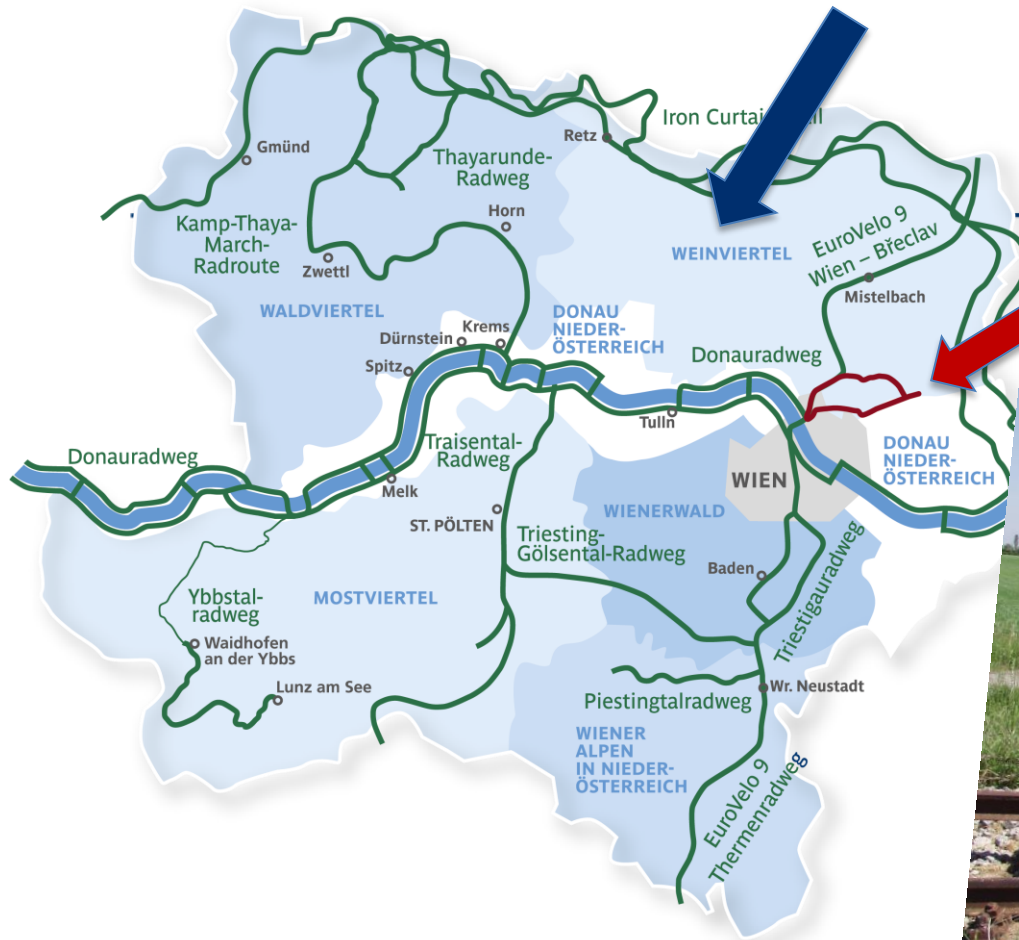 Iron Curtai
ll
Retz
Gmünd
Thayarunde-
Radweg
Horn
Kamp-Thaya-
March-
Radroute
Zwettl
EuroVelo 9
Wien – Břeclav
WEINVIERTEL
Mistelbach
WALDVIERTEL
DONAU
NIEDER-
ÖSTERREICH
Krems
Dürnstein
Spitz
Donauradweg
Tulln
DONAU
NIEDER-
ÖSTERREICH
Donauradweg
Traisental-
Radweg
Melk
WIEN
ST. PÖLTEN
WIENERWALD
Triesting-
Gölsental-Radweg
Baden
Triestigauradweg
Ybbstal-
radweg
MOSTVIERTEL
Waidhofen
an der Ybbs
Lunz am See
Wr. Neustadt
Piestingtalradweg
WIENER
ALPEN
IN NIEDER-
ÖSTERREICH
EuroVelo 9
Thermenradweg